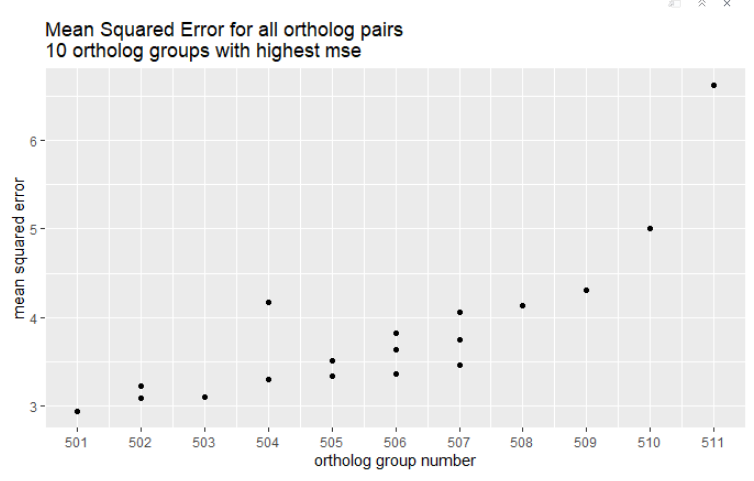 Mean Squared Error for all ortholog pairs
10 ortholog groups with highest mse
6
5
4
3
mean squared error
501 502 503 504 505 506 507 508 509 510 511
ortholog group number